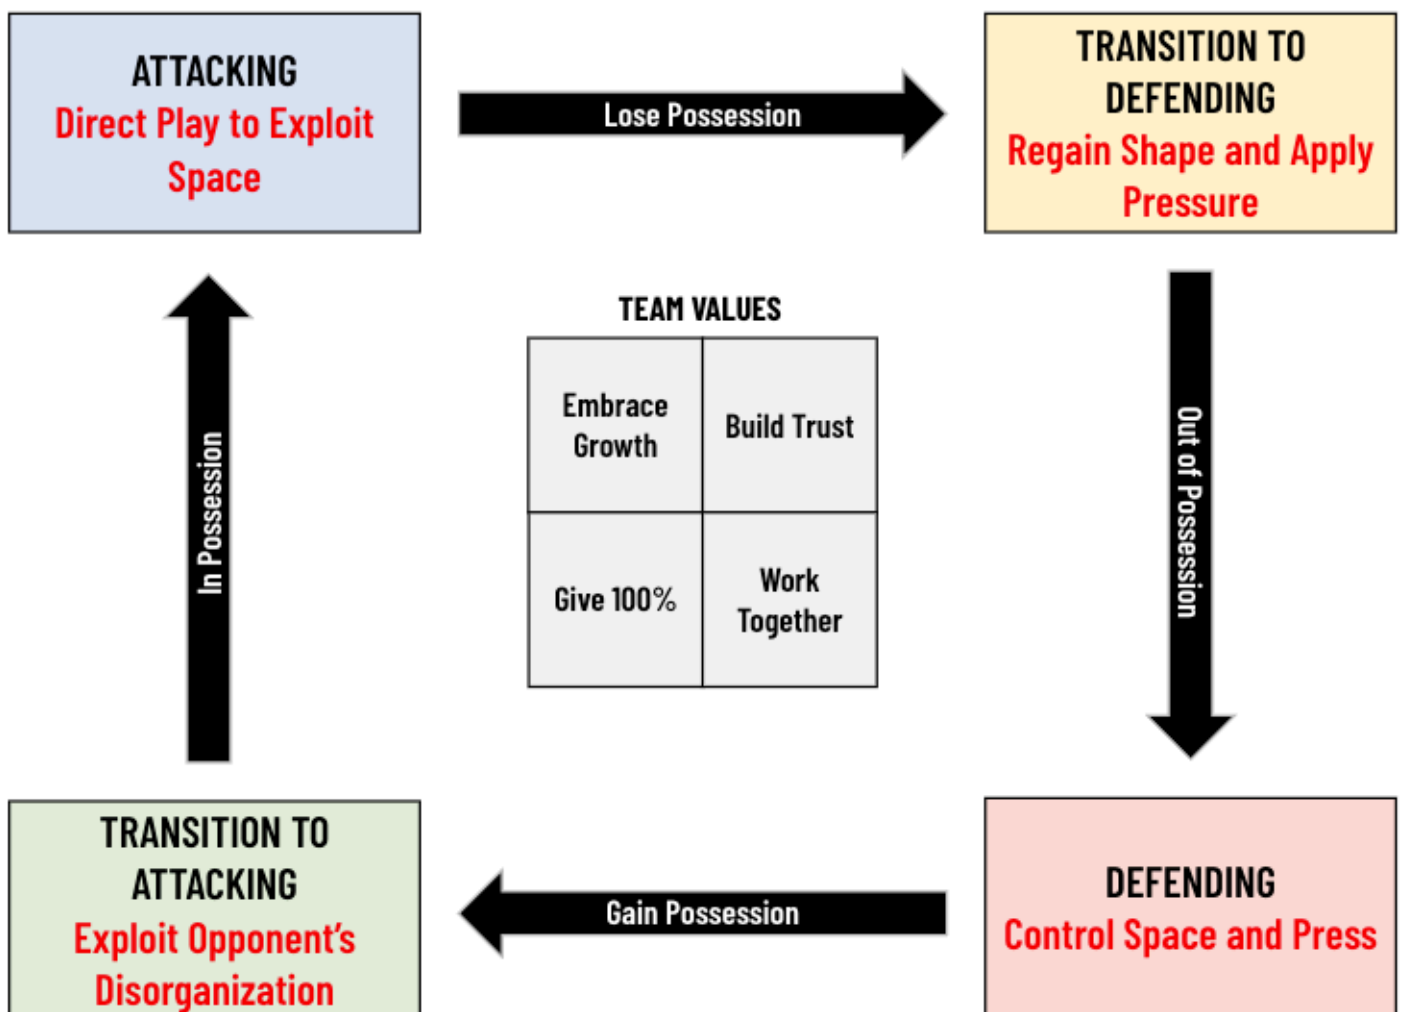 ATTACKING
Direct Play to Exploit
Space
Lose Possession
TRANSITION TO
DEFENDING
Regain Shape and Apply
Pressure
TEAM VALUES
Embrace
Growth
Build Trust
Give 100%
Work
Together
In Possession
Out of Possession
TRANSITION TO
ATTACKING
Exploit Opponent’s
Disorganization
Gain Possession
DEFENDING
Control Space and Press